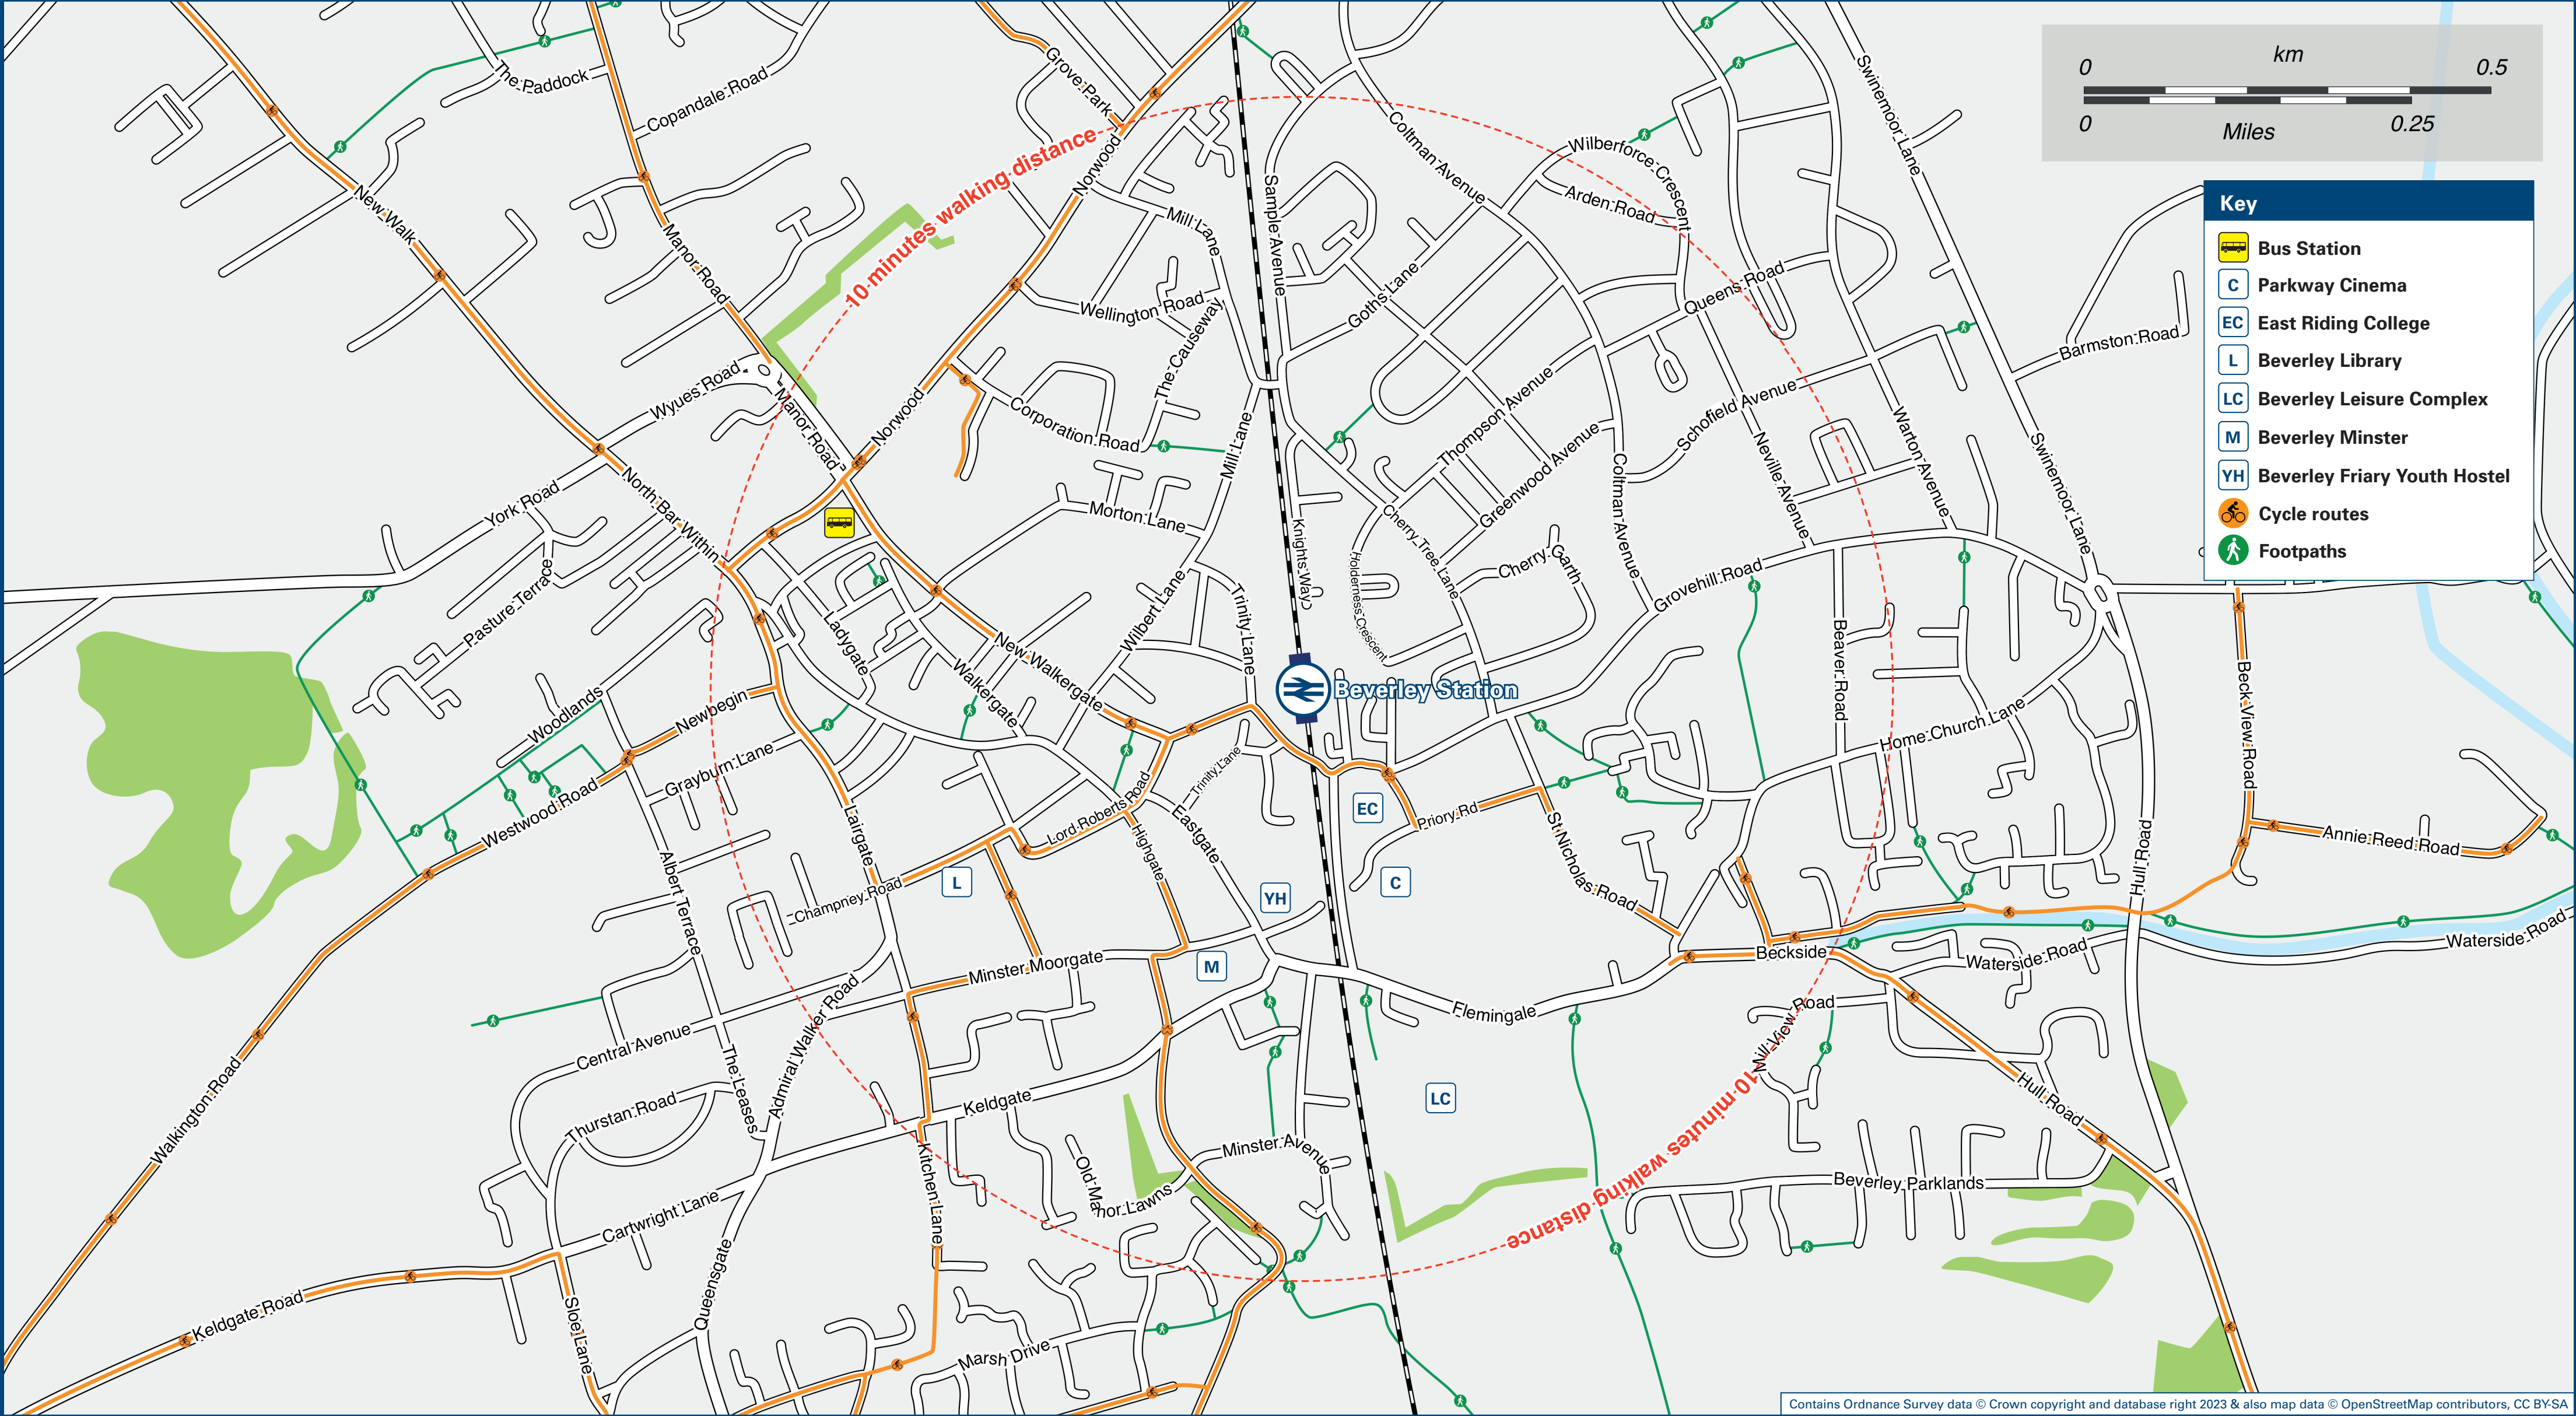 The Paddock
Copandale Road
Grove Park
Swinemoor Lane
km
0
0.5
0
Miles
0.25
Key
Bus Station
C
Parkway Cinema
EC
East Riding College
L
Beverley Library
LC
Beverley Leisure Complex
M
Beverley Minster
YH
Beverley Friary Youth Hostel
Cycle routes
Footpaths
10 minutes walking distance
Norwood
Coltman Avenue
Wilberforce Crescent
Arden Road
New Walk
Manor Road
Mill Lane
Sample Avenue
Goths Lane
Queens Road
Wellington Road
The Causeway
Barmston Road
Wyues Road
Manor Road
Norwood
Corporation Road
Mill Lane
Thompson Avenue
Schofield Avenue
Greenwood Avenue
Coltman Avenue
Neville Avenue
Warton Avenue
Swinemoor Lane
York Road
North Bar Within
Morton Lane
Knights Way
Cherry Tree Lane
Holderness Crescent
Cherry Garth
Grovehill Road
Pasture Terrace
Ladygate
Wilbert Lane
Trinity Lane
Beaver Road
Beck View Road
New Walkergate
Walkergate
Beverley Station
Woodlands
Newbegin
Grayburn Lane
Home Church Lane
Westwood Road
Trinity Lane
Lord Roberts Road
Eastgate
Highgate
EC
Priory Rd
St Nicholas Road
Annie Reed Road
Lairgate
Albert Terrace
Champney Road
L
YH
C
Hull Road
Minster Moorgate
M
Beckside
Waterside Road
Waterside Road
Flemingale
Mill View Road
Central Avenue
Admiral Walker Road
The Leases
Thurstan Road
Keldgate
LC
Hull Road
Walkington Road
Kitchen Lane
Old Manor Lawns
Minster Avenue
Beverley Parklands
10 minutes walking distance
Cartwright Lane
Queensgate
Keldgate Road
Sloe Lane
Marsh Drive
Contains Ordnance Survey data © Crown copyright and database right 2023 & also map data © OpenStreetMap contributors, CC BY-SA